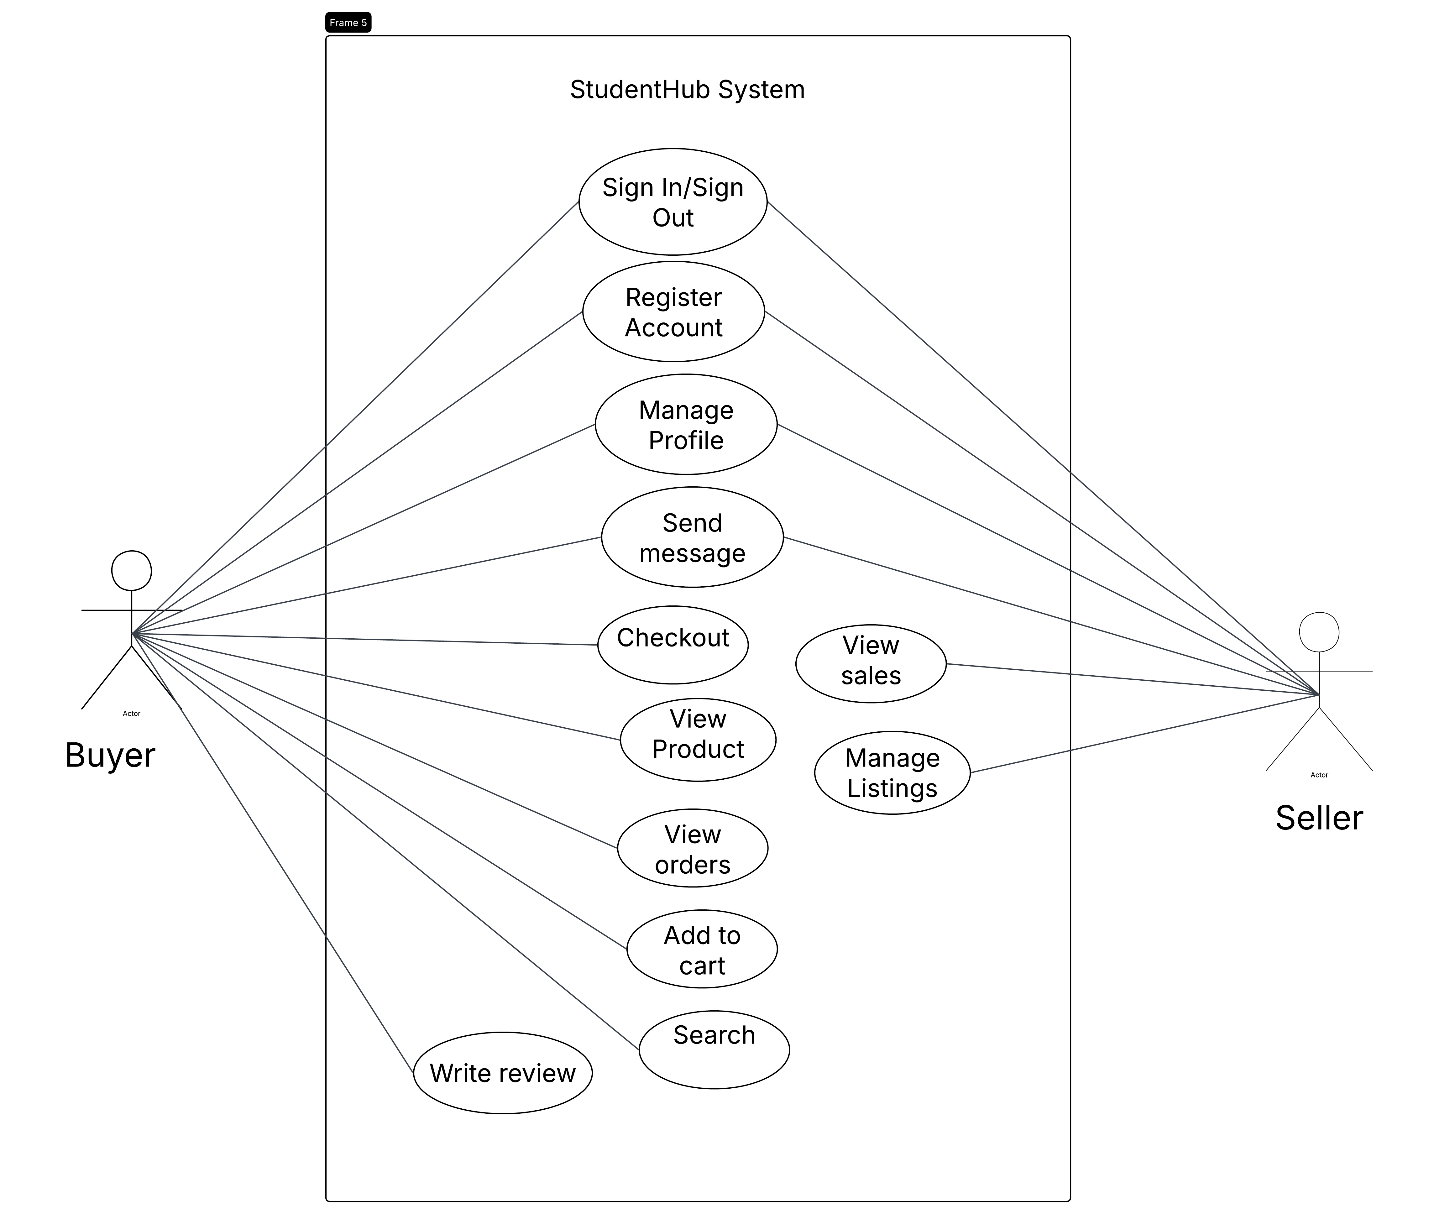 Frame 5
StudentHub System
Sign In/Sign
Out
Register
Account
Manage
Profile
Send
message
Checkout
View
sales
View
Product
Manage
Listings
Actor
Buyer
Actor
Seller
View
orders
Add to
cart
Search
Write review